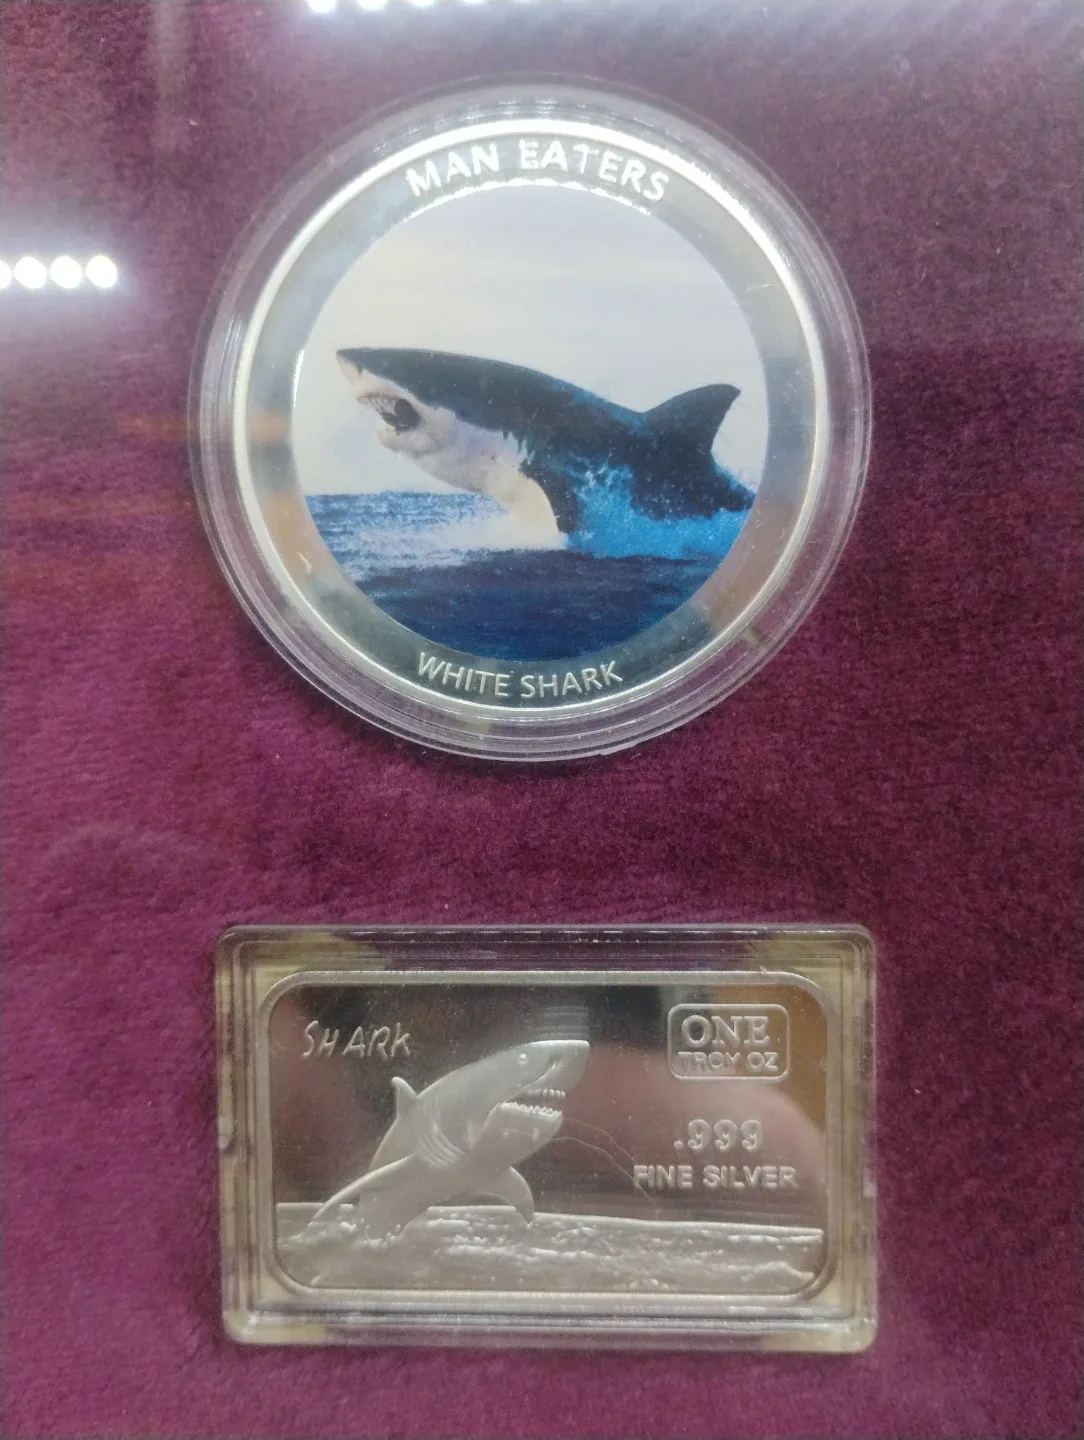 MAN EATERS
WHITE SHARK
SHARK
ONE
TROY OZ
.999
FINE SILVER